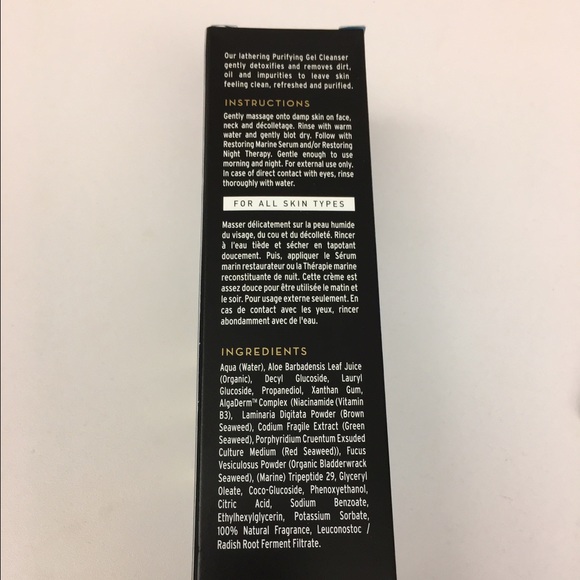 Our lathering Purifying Gel Cleanser
gently detoxifies and removes dirt,
oil and impurities to leave skin
feeling clean, refreshed and purified.
INSTRUCTIONS
Gently massage onto damp skin on face,
neck and décolletage. Rinse with warm
water and gently blot dry. Follow with
Restoring Marine Serum and/or Restoring
Night Therapy. Gentle enough to use
morning and night. For external use only.
In case of direct contact with eyes, rinse
thoroughly with water.
FOR ALL SKIN TYPES
Masser délicatement sur la peau humide
du visage, du cou et du décolleté. Rincer
à l'eau tiède et sécher en tapotant
doucement. Puis, appliquer le Sérum
marin restaurateur ou la Thérapie marine
reconstituante de nuit. Cette crème est
assez douce pour être utilisée le matin et
le soir. Pour usage externe seulement. En
cas de contact avec les yeux, rincer
abondamment avec de l'eau.
INGREDIENTS
Aqua (Water), Aloe Barbadensis Leaf Juice
(Organic), Decyl Glucoside, Lauryl
Glucoside, Propanediol, Xanthan Gum,
AlgaDerm™ Complex (Niacinamide (Vitamin
B3), Laminaria Digitata Powder (Brown
Seaweed), Codium Fragile Extract (Green
Seaweed), Porphyridium Cruentum Exsuded
Culture Medium (Red Seaweed)), Fucus
Vesiculosus Powder (Organic Bladderwrack
Seaweed), (Marine) Tripeptide 29, Glyceryl
Oleate, Coco-Glucoside, Phenoxyethanol,
Citric Acid, Sodium Benzoate,
Ethylhexylglycerin, Potassium Sorbate,
100% Natural Fragrance, Leuconostoc /
Radish Root Ferment Filtrate.